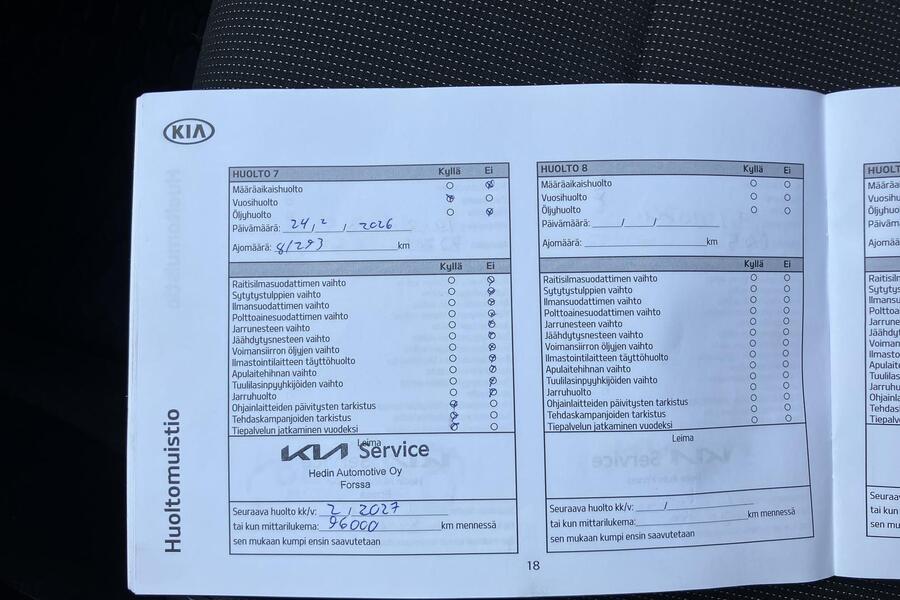 KIA
HUOLTO 7 Kyllä Ei
Määräaikaishuolto
Vuosihuolto
Öljyhuolto
Päivämäärä: 24, 2 / 2026
Ajomäärä: 81293 km
Kyllä Ei
Raitisilmasuodattimen vaihto
Sytytystulppien vaihto
Ilmansuodattimen vaihto
Polttoainesuodattimen vaihto
Jarrunesteen vaihto
Jäähdytysnesteen vaihto
Voimansiirron öljyjen vaihto
Ilmastointilaitteen täyttöhuolto
Apulaitehihnan vaihto
Tuulilasinpyyhkijöiden vaihto
Jarruhuolto
Ohjainlaitteiden päivitysten tarkistus
Tehdaskampanjoiden tarkistus
Tiepalvelun jatkaminen vuodeksi
Leima
KIA Service
Hedin Automotive Oy
Forssa
Seuraava huolto kk/v: 2 / 2027
tai kun mittarilukema: 96000 km mennessä
sen mukaan kumpi ensin saavutetaan
HUOLTO 8 Kyllä Ei
Määräaikaishuolto
Vuosihuolto
Öljyhuolto
Päivämäärä: / /
Ajomäärä: km
Kyllä Ei
Raitisilmasuodattimen vaihto
Sytytystulppien vaihto
Ilmansuodattimen vaihto
Polttoainesuodattimen vaihto
Jarrunesteen vaihto
Jäähdytysnesteen vaihto
Voimansiirron öljyjen vaihto
Ilmastointilaitteen täyttöhuolto
Apulaitehihnan vaihto
Tuulilasinpyyhkijöiden vaihto
Jarruhuolto
Ohjainlaitteiden päivitysten tarkistus
Tehdaskampanjoiden tarkistus
Tiepalvelun jatkaminen vuodeksi
Leima
Seuraava huolto kk/v: /
tai kun mittarilukema: km mennessä
sen mukaan kumpi ensin saavutetaan
Huoltomuistio
18